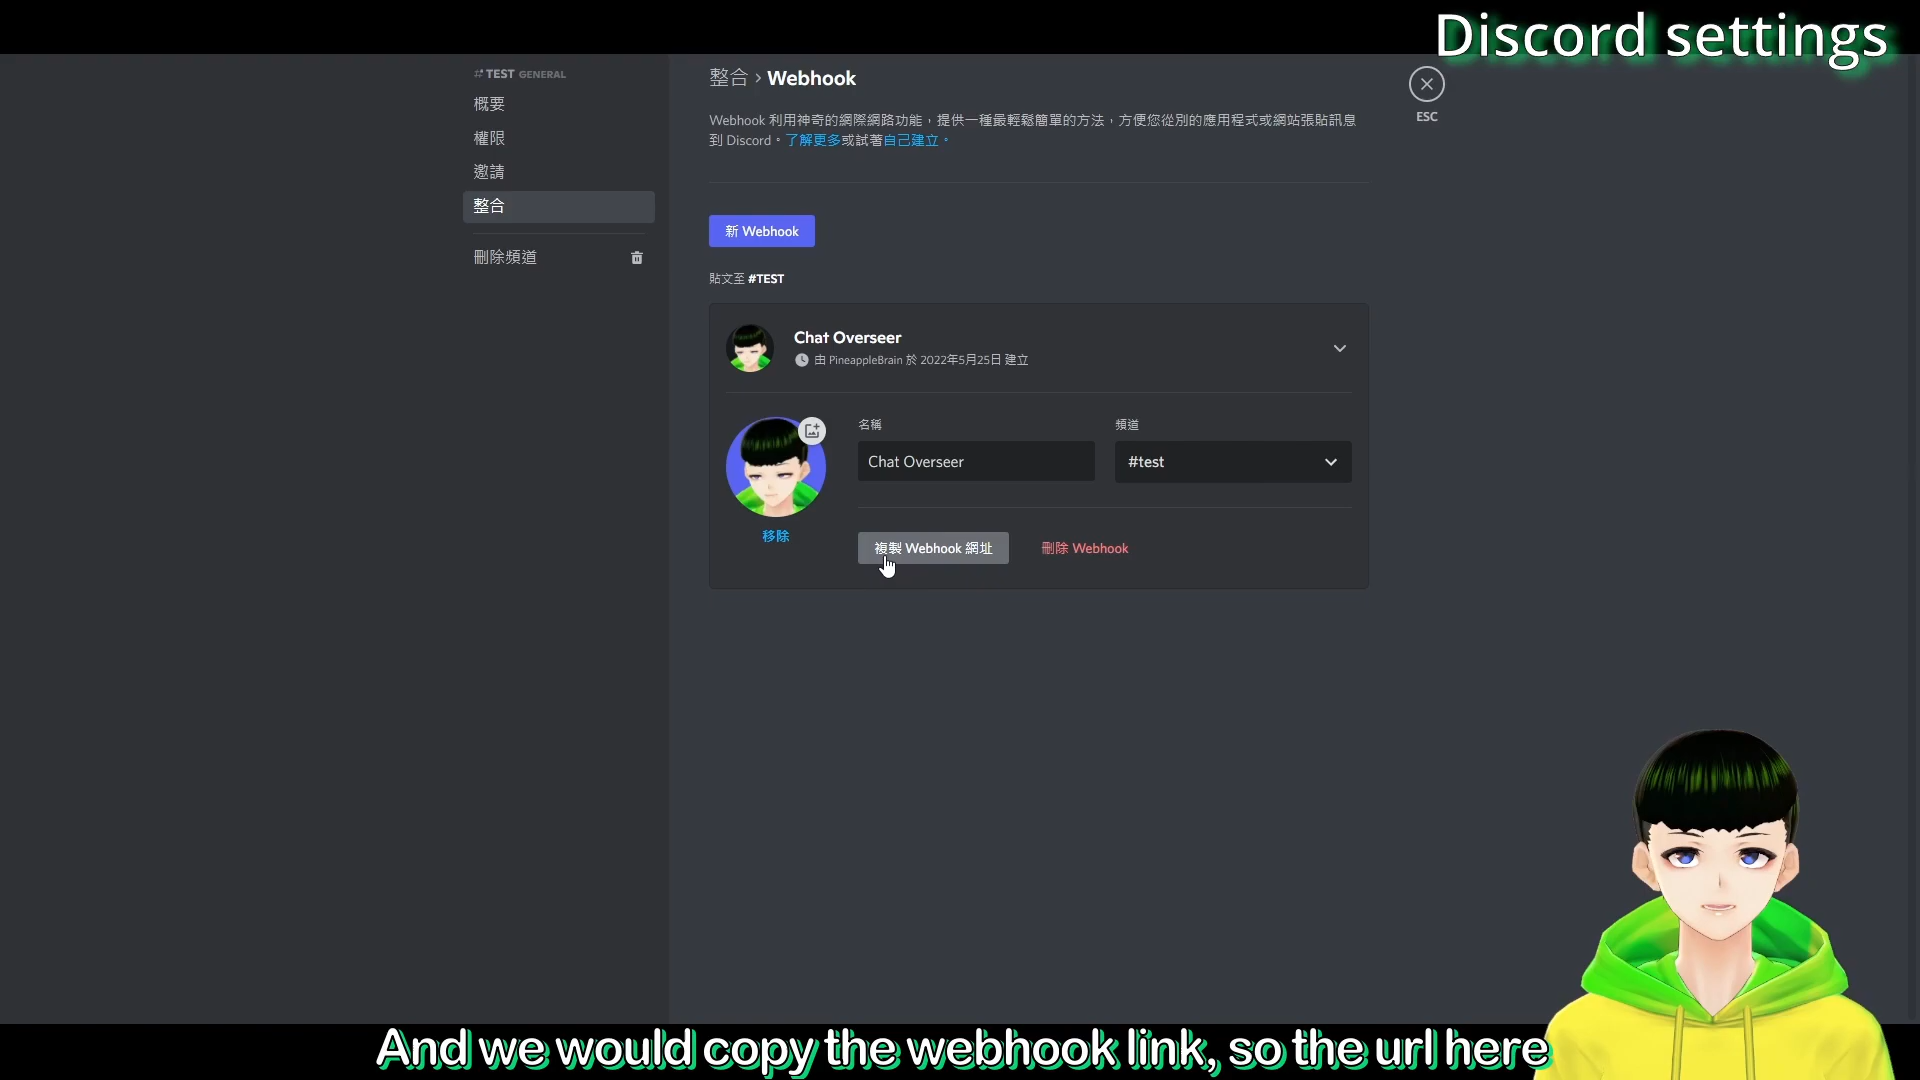 Discord settings
TEST GENERAL
概要
權限
邀請
整合
刪除頻道
整合 › Webhook
ESC
Webhook 利用神奇的網際網路功能，提供一種最輕鬆簡單的方法，方便您從別的應用程式或網站張貼訊息
到 Discord。了解更多或試著自己建立。
新 Webhook
貼文至 #TEST
Chat Overseer
由 PineappleBrain 於 2022年5月25日 建立
名稱
頻道
Chat Overseer
#test
移除
複製 Webhook 網址
刪除 Webhook
And we would copy the webhook link, so the url here